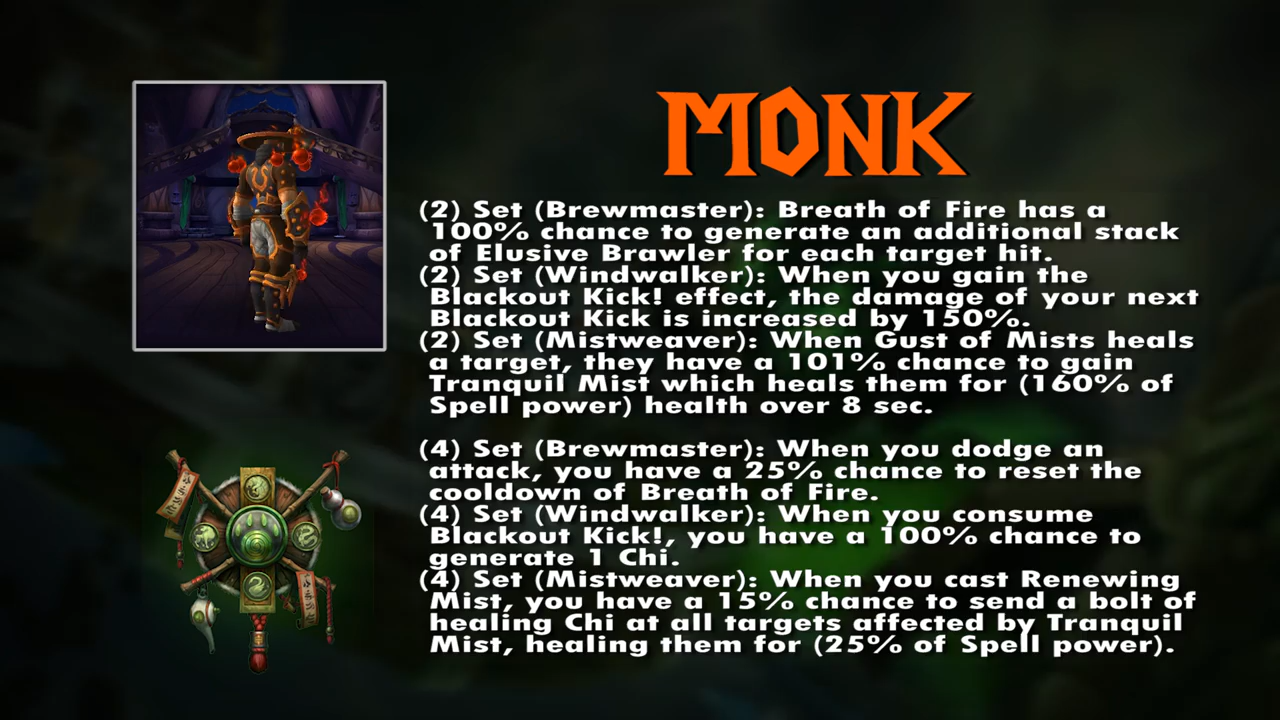 MONK
(2) Set (Brewmaster): Breath of Fire has a
100% chance to generate an additional stack
of Elusive Brawler for each target hit.
(2) Set (Windwalker): When you gain the
Blackout Kick! effect, the damage of your next
Blackout Kick is increased by 150%.
(2) Set (Mistweaver): When Gust of Mists heals
a target, they have a 101% chance to gain
Tranquil Mist which heals them for (160% of
Spell power) health over 8 sec.
(4) Set (Brewmaster): When you dodge an
attack, you have a 25% chance to reset the
cooldown of Breath of Fire.
(4) Set (Windwalker): When you consume
Blackout Kick!, you have a 100% chance to
generate 1 Chi.
(4) Set (Mistweaver): When you cast Renewing
Mist, you have a 15% chance to send a bolt of
healing Chi at all targets affected by Tranquil
Mist, healing them for (25% of Spell power).